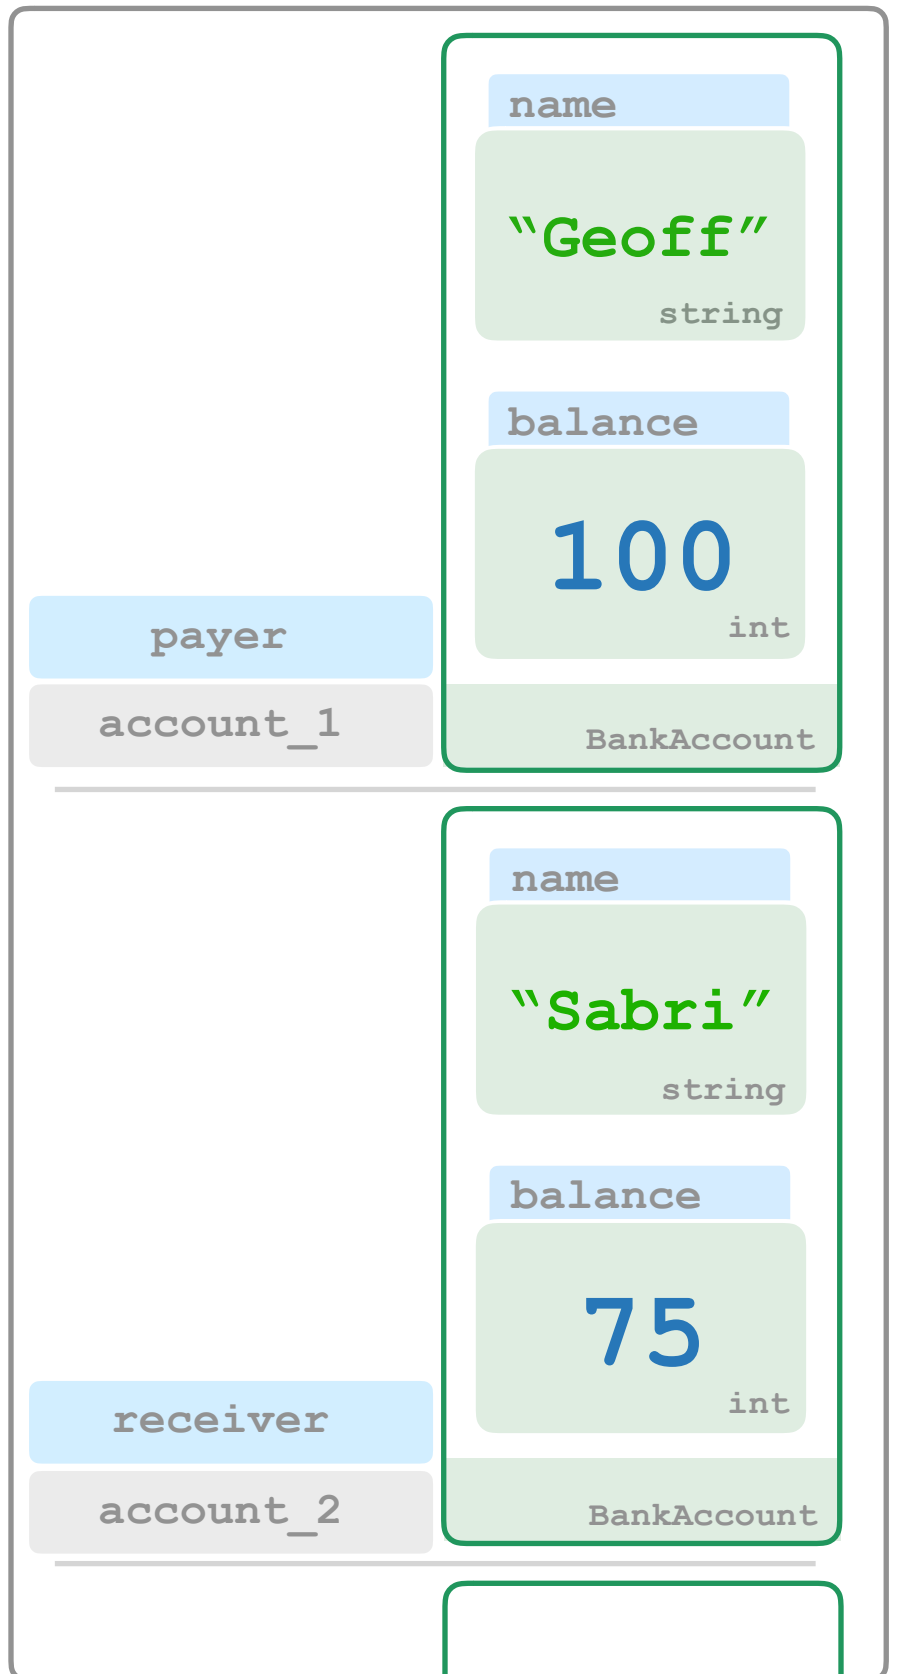 name
“Geoff”
string
balance
100
int
payer
account_1
BankAccount
name
“Sabri”
string
balance
75
int
receiver
account_2
BankAccount